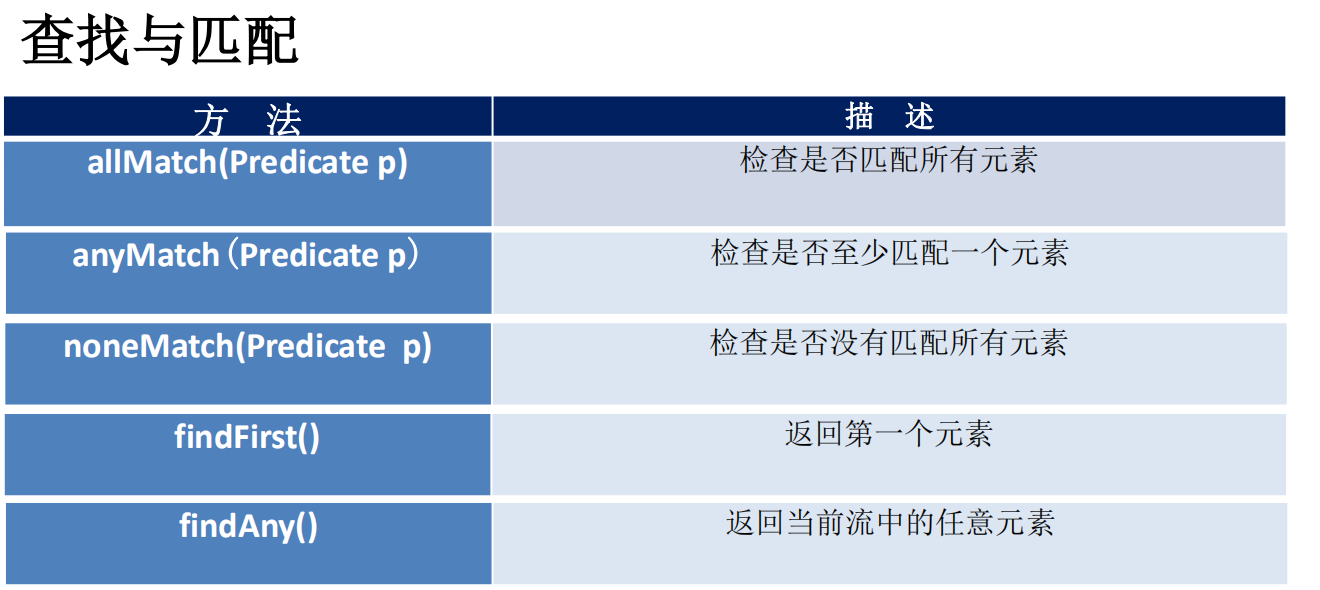 查找与匹配
方 法
描 述
allMatch(Predicate p)
检查是否匹配所有元素
anyMatch（Predicate p）
检查是否至少匹配一个元素
noneMatch(Predicate  p)
检查是否没有匹配所有元素
findFirst()
返回第一个元素
findAny()
返回当前流中的任意元素